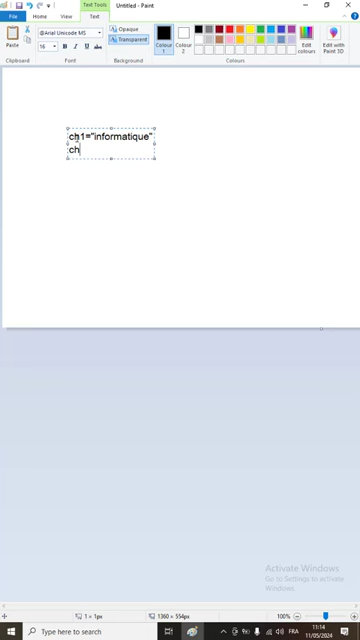 Text Tools
Untitled - Paint
File
Home
View
Text
Paste
@Arial Unicode MS
16
B I U abc
Opaque
Transparent
Colour 1
Colour 2
Edit colours
Edit with Paint 3D
Clipboard
Font
Background
Colours
ch1="informatique"
ch
Activate Windows
Go to Settings to activate Windows.
1 × 1px
1360 × 554px
100%
Type here to search
FRA
11:14
11/05/2024